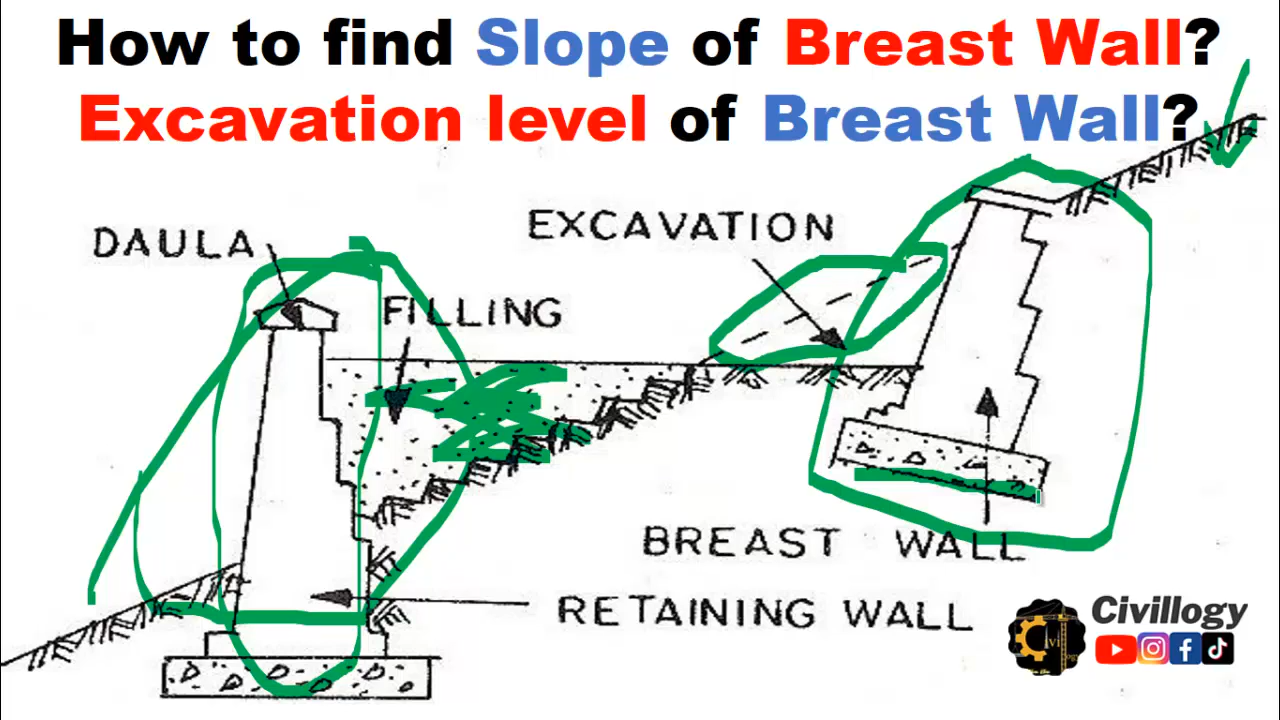 How to find Slope of Breast Wall?
Excavation level of Breast Wall?
DAULA
EXCAVATION
FILLING
BREAST WALL
RETAINING WALL
Civillogy